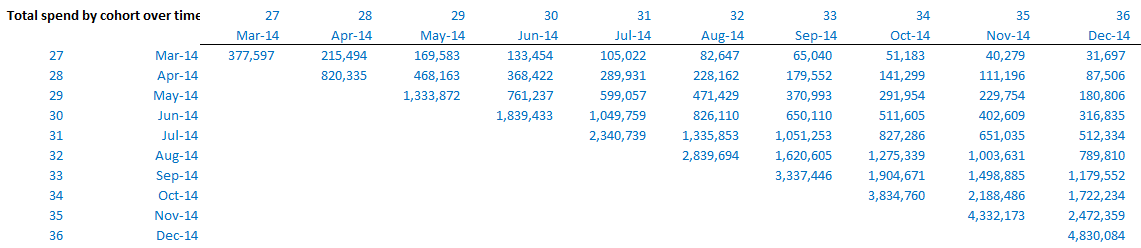 Total spend by cohort over time 27 28 29 30 31 32 33 34 35 36
Mar-14 Apr-14 May-14 Jun-14 Jul-14 Aug-14 Sep-14 Oct-14 Nov-14 Dec-14
27 Mar-14 377,597 215,494 169,583 133,454 105,022 82,647 65,040 51,183 40,279 31,697
28 Apr-14 820,335 468,163 368,422 289,931 228,162 179,552 141,299 111,196 87,506
29 May-14 1,333,872 761,237 599,057 471,429 370,993 291,954 229,754 180,806
30 Jun-14 1,839,433 1,049,759 826,110 650,110 511,605 402,609 316,835
31 Jul-14 2,340,739 1,335,853 1,051,253 827,286 651,035 512,334
32 Aug-14 2,839,694 1,620,605 1,275,339 1,003,631 789,810
33 Sep-14 3,337,446 1,904,671 1,498,885 1,179,552
34 Oct-14 3,834,760 2,188,486 1,722,234
35 Nov-14 4,332,173 2,472,359
36 Dec-14 4,830,084